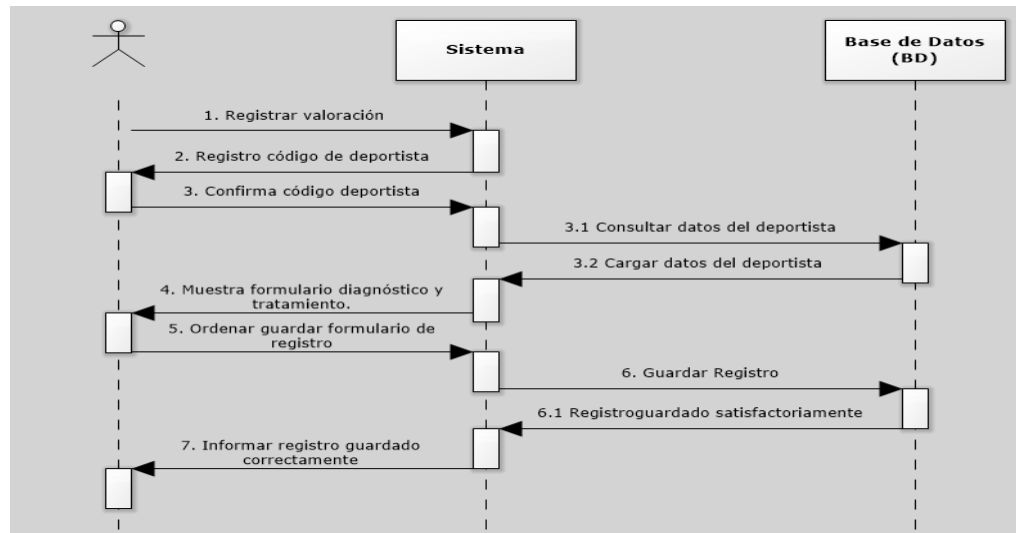 Sistema
Base de Datos
(BD)
1. Registrar valoración
2. Registro código de deportista
3. Confirma código deportista
3.1 Consultar datos del deportista
3.2 Cargar datos del deportista
4. Muestra formulario diagnóstico y
tratamiento.
5. Ordenar guardar formulario de
registro
6. Guardar Registro
6.1 Registroguardado satisfactoriamente
7. Informar registro guardado
correctamente